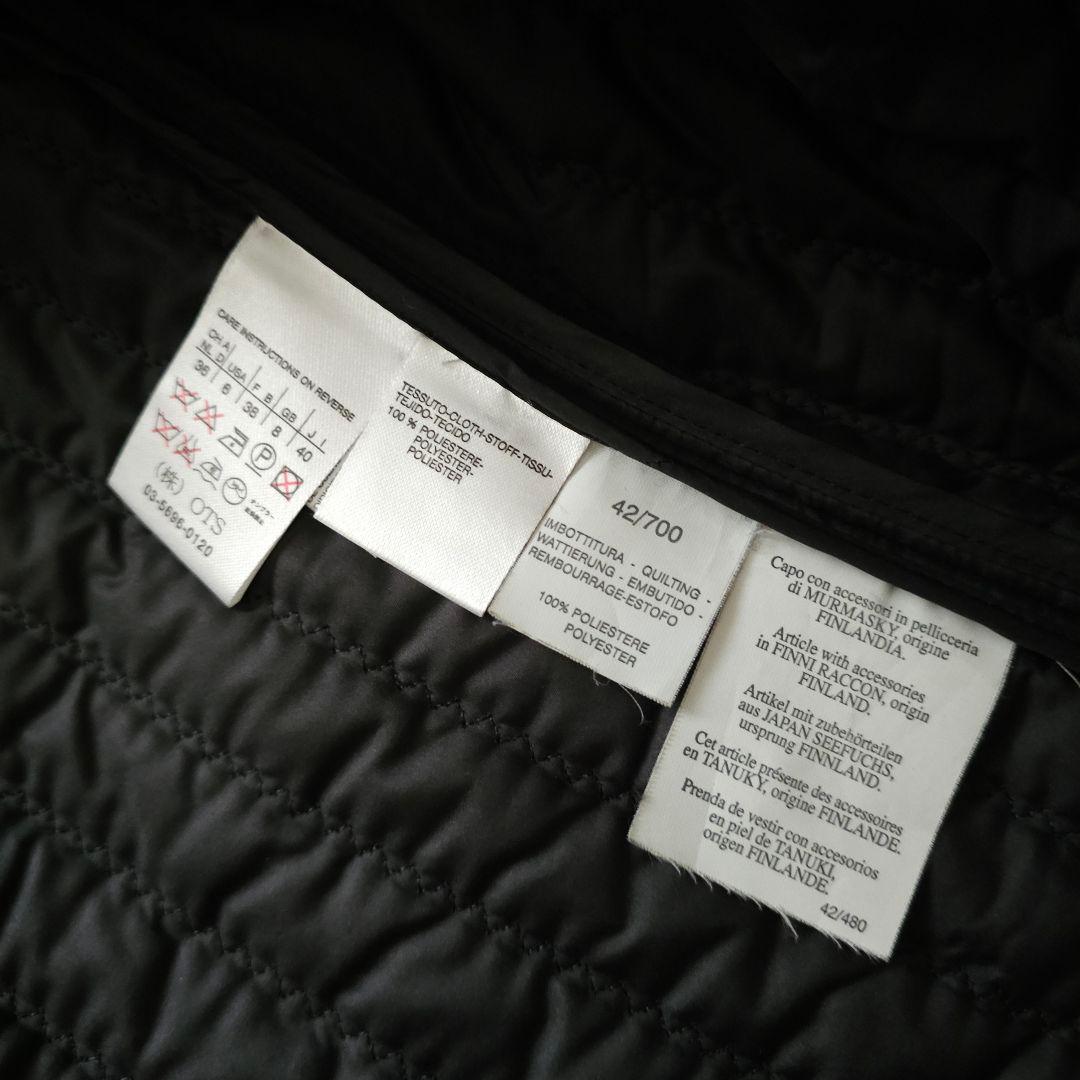 CARE INSTRUCTIONS ON REVERSE
CH.A
NL D USA F B GB J I
36 6 38 8 40
P
(株) OTS
03-5696-0120
TESSUTO-CLOTH-STOFF-TISSU-
TEJIDO-TECIDO
100 % POLIESTERE-
POLYESTER-
POLIESTER
42/700
IMBOTTITURA - QUILTING -
WATTIERUNG - EMBUTIDO -
REMBOURRAGE-ESTOFO
100% POLIESTERE
POLYESTER
Capo con accessori in pellicceria
di MURMASKY, origine
FINLANDIA.
Article with accessories
in FINNI RACCON, origin
FINLAND.
Artikel mit zubehörteilen
aus JAPAN SEEFUCHS,
ursprung FINNLAND.
Cet article présente des accessoires
en TANUKY, origine FINLANDE.
Prenda de vestir con accesorios
en piel de TANUKI,
origen FINLANDE.
42/480